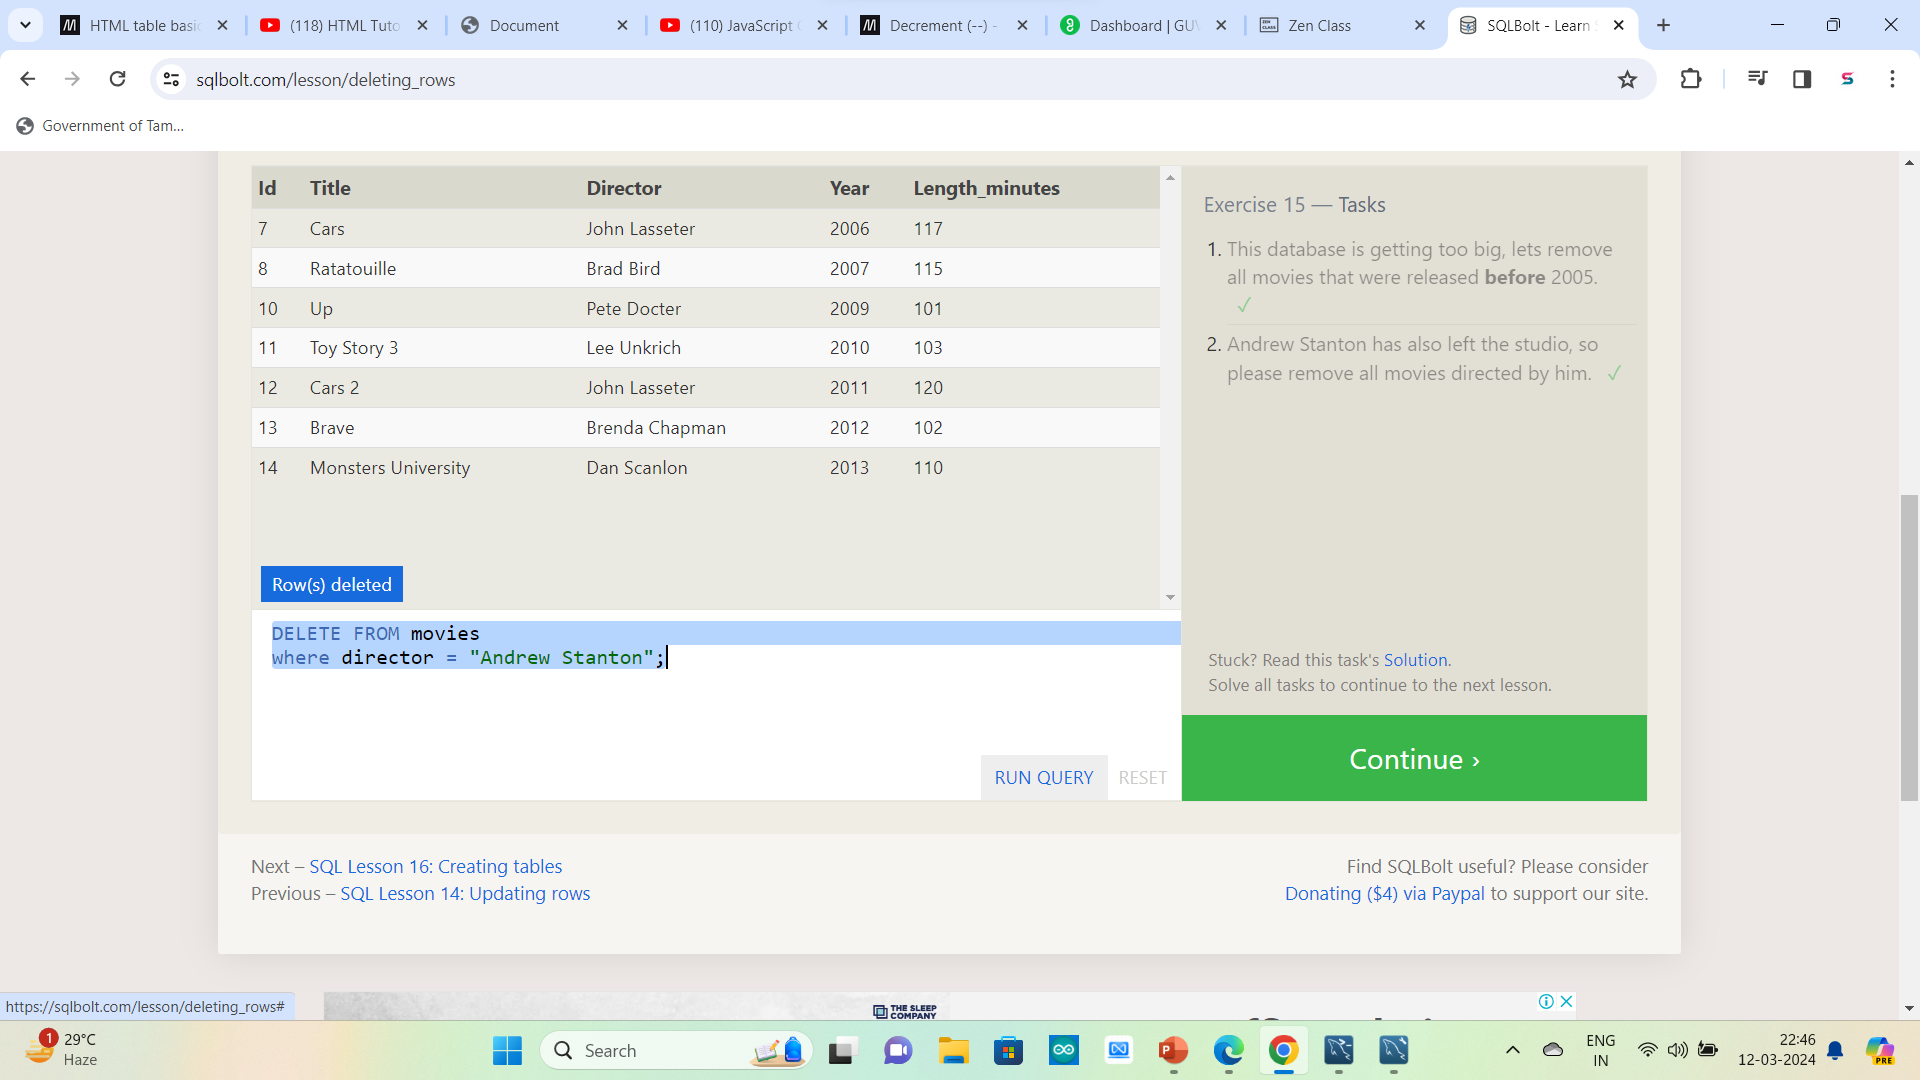 HTML table basic
(118) HTML Tuto
Document
(110) JavaScript
Decrement (--) -
Dashboard | GUV
Zen Class
SQLBolt - Learn
sqlbolt.com/lesson/deleting_rows
Government of Tam...
Id Title Director Year Length_minutes
7 Cars John Lasseter 2006 117
8 Ratatouille Brad Bird 2007 115
10 Up Pete Docter 2009 101
11 Toy Story 3 Lee Unkrich 2010 103
12 Cars 2 John Lasseter 2011 120
13 Brave Brenda Chapman 2012 102
14 Monsters University Dan Scanlon 2013 110
Row(s) deleted
DELETE FROM movies
where director = "Andrew Stanton";
RUN QUERY RESET
Exercise 15 — Tasks
1. This database is getting too big, lets remove
all movies that were released before 2005.
✓
2. Andrew Stanton has also left the studio, so
please remove all movies directed by him. ✓
Stuck? Read this task's Solution.
Solve all tasks to continue to the next lesson.
Continue ›
Next – SQL Lesson 16: Creating tables
Previous – SQL Lesson 14: Updating rows
Find SQLBolt useful? Please consider
Donating ($4) via Paypal to support our site.
https://sqlbolt.com/lesson/deleting_rows#
THE SLEEP
COMPANY
1
29°C
Haze
Search
ENG
IN
22:46
12-03-2024
PRE